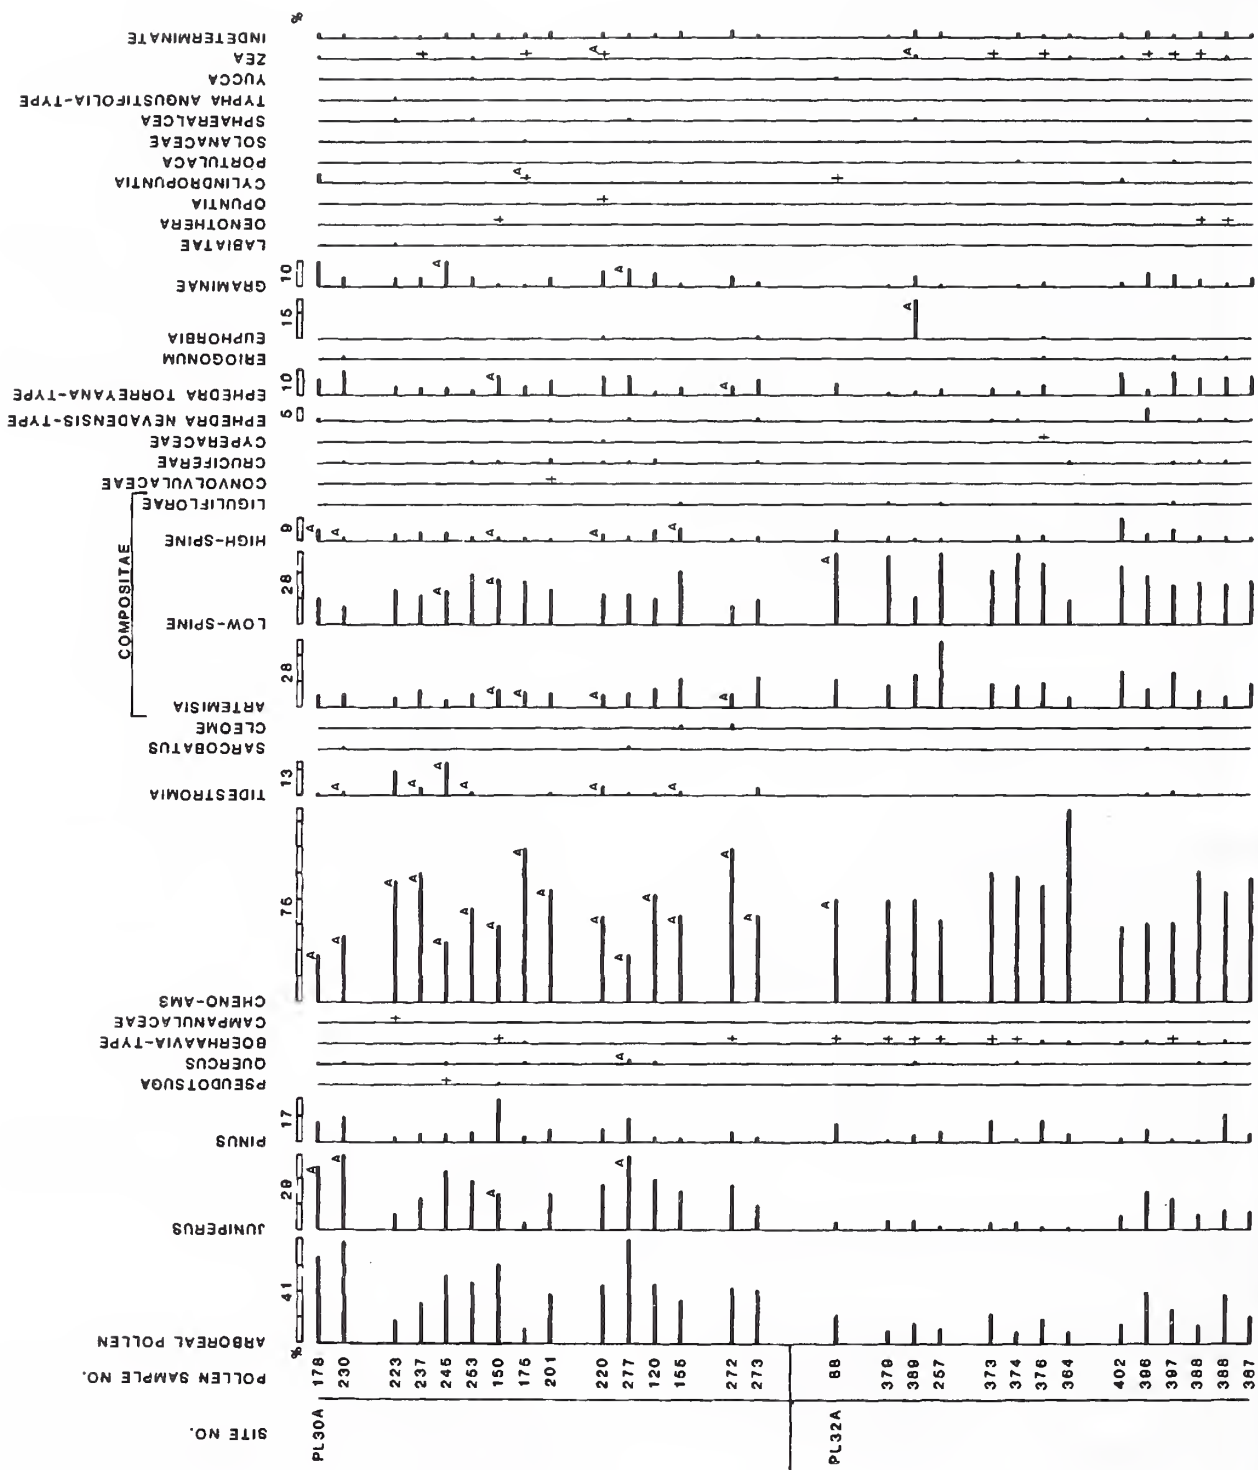 SITE NO.
POLLEN SAMPLE NO.
ARBOREAL POLLEN
JUNIPERUS
PINUS
PSEUDOTSUGA
QUERCUS
BOERHAAVIA-TYPE
CAMPANULACEAE
CHENO-AMS
TIDESTROMIA
SARCOBATUS
CLEOME
COMPOSITAE
ARTEMISIA
LOW-SPINE
HIGH-SPINE
LIGULIFLORAE
CONVOLVULACEAE
CRUCIFERAE
CYPERACEAE
EPHEDRA NEVADENSIS-TYPE
EPHEDRA TORREYANA-TYPE
ERIOGONUM
EUPHORBIA
GRAMINAE
LABIATAE
OENOTHERA
OPUNTIA
CYLINDROPUNTIA
PORTULACA
SOLANACEAE
SPHAERALCEA
TYPHA ANGUSTIFOLIA-TYPE
YUCCA
ZEA
INDETERMINATE
% 41 29 17 76 13 28 28 9 5 10 15 10 %
PL30A 178 A A A A
230 A A A A
223 + A
237 A A +
245 + A A A
253 A A
150 A + A A A A A +
175 A A A + +
201 A +
220 A A A A + A +
277 A A A A
120 A
155 A A A
272 + A A A
273 A
PL32A 88 + A A +
379 +
389 + A A
257 +
373 + +
374 +
376 + +
364
402
396 +
397 + +
388 + +
388 +
387